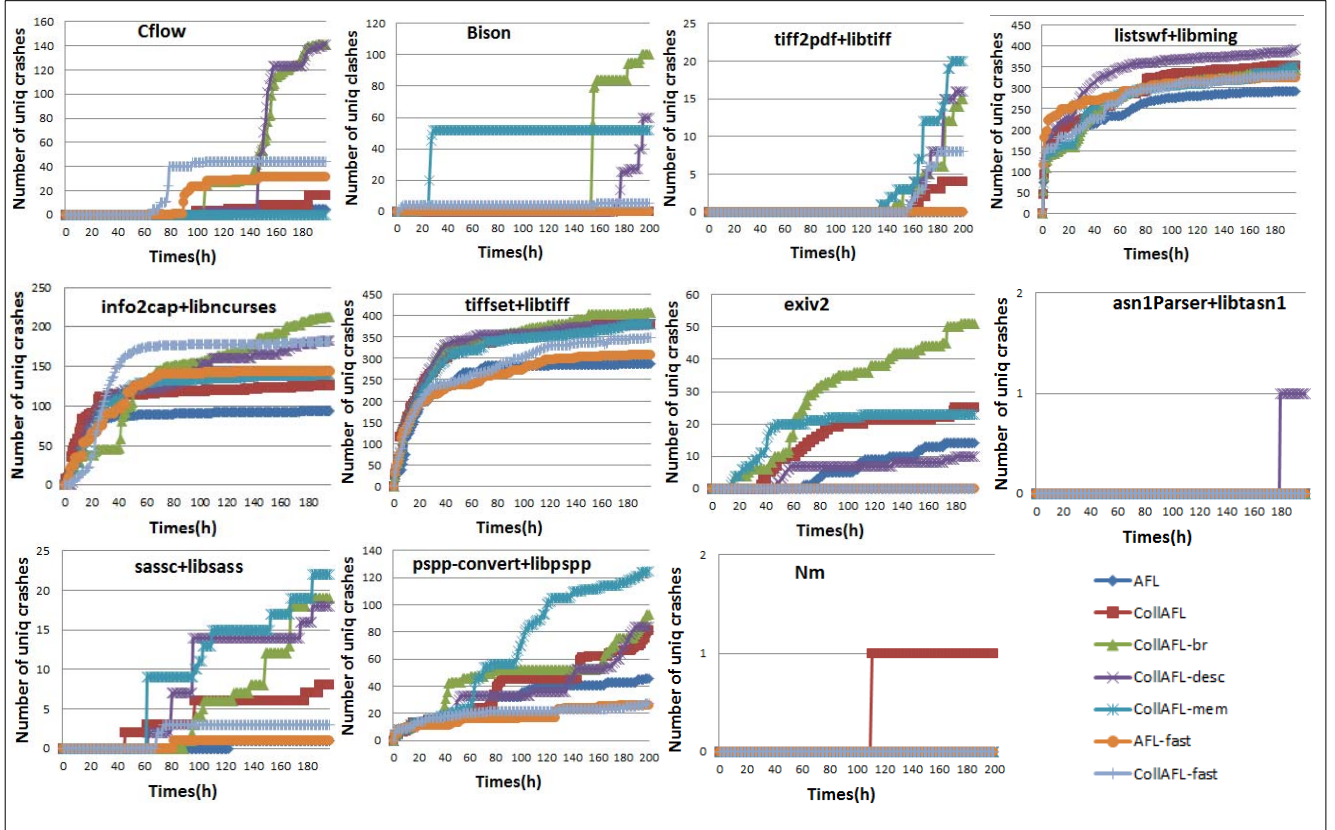 Cflow
Number of uniq crashes
160
140
120
100
80
60
40
20
0
0 20 40 60 80 100 120 140 160 180
Times(h)
Bison
Number of uniq clashes
120
100
80
60
40
20
0
0 20 40 60 80 100 120 140 160 180 200
Times(h)
tiff2pdf+libtiff
Number of uniq crashes
25
20
15
10
5
0
0 20 40 60 80 100 120 140 160 180 200
Times(h)
listswf+libming
Number of uniq crashes
450
400
350
300
250
200
150
100
50
0
0 20 40 60 80 100 120 140 160 180
Times(h)
info2cap+libncurses
Number of uniq crashes
250
200
150
100
50
0
0 20 40 60 80 100 120 140 160 180
Times(h)
tiffset+libtiff
Number of uniq crashes
450
400
350
300
250
200
150
100
50
0
0 20 40 60 80 100 120 140 160 180
Times(h)
exiv2
Number of uniq crashes
60
50
40
30
20
10
0
0 20 40 60 80 100 120 140 160 180
Times(h)
asn1Parser+libtasn1
Number of uniq crashes
2
1
0
0 20 40 60 80 100 120 140 160 180
Times(h)
sassc+libsass
Number of uniq crashes
25
20
15
10
5
0
0 20 40 60 80 100 120 140 160 180
Times(h)
pspp-convert+libpspp
Number of uniq crashes
140
120
100
80
60
40
20
0
0 20 40 60 80 100 120 140 160 180 200
Times(h)
Nm
Number of uniq crashes
2
1
0
0 20 40 60 80 100 120 140 160 180 200
Times(h)
AFL
CollAFL
CollAFL-br
CollAFL-desc
CollAFL-mem
AFL-fast
CollAFL-fast